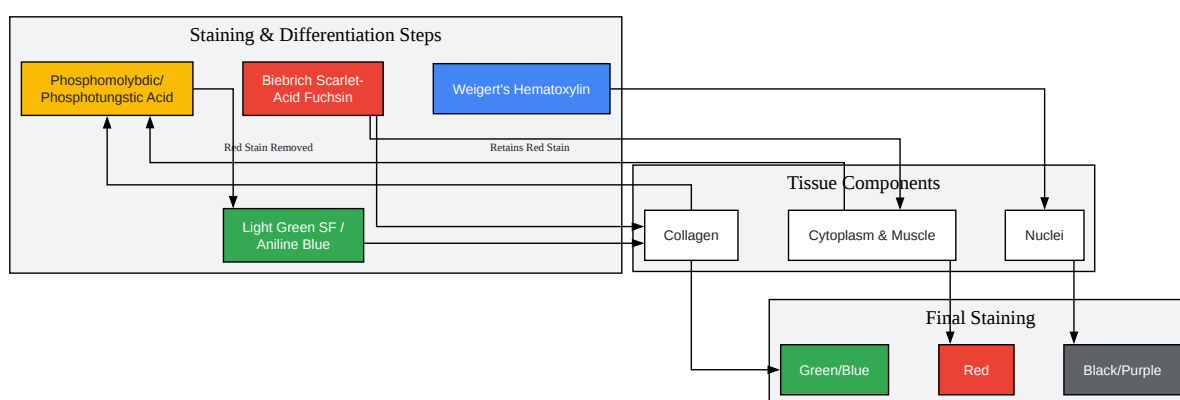 Staining & Differentiation Steps
Phosphomolybdic/
Phosphotungstic Acid
Biebrich Scarlet-
Acid Fuchsin
Weigert's Hematoxylin
Red Stain Removed
Retains Red Stain
Light Green SF /
Aniline Blue
Tissue Components
Collagen
Cytoplasm & Muscle
Nuclei
Final Staining
Green/Blue
Red
Black/Purple